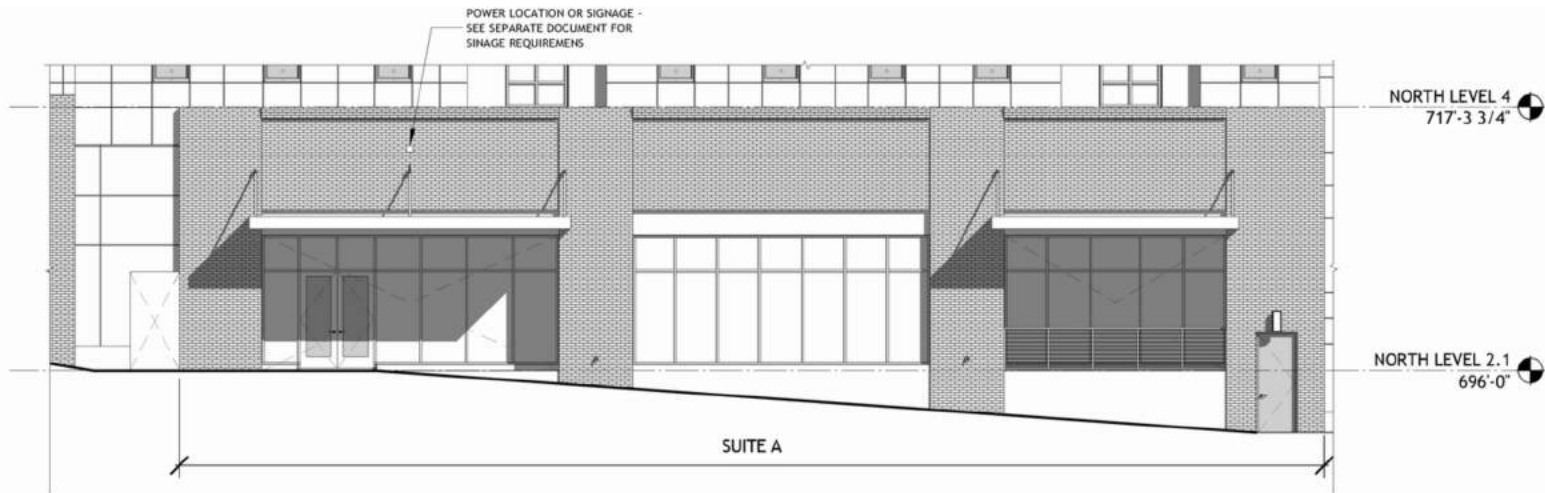 POWER LOCATION OR SIGNAGE -
SEE SEPARATE DOCUMENT FOR
SINAGE REQUIREMENS
NORTH LEVEL 4
717'-3 3/4"
NORTH LEVEL 2.1
696'-0"
SUITE A